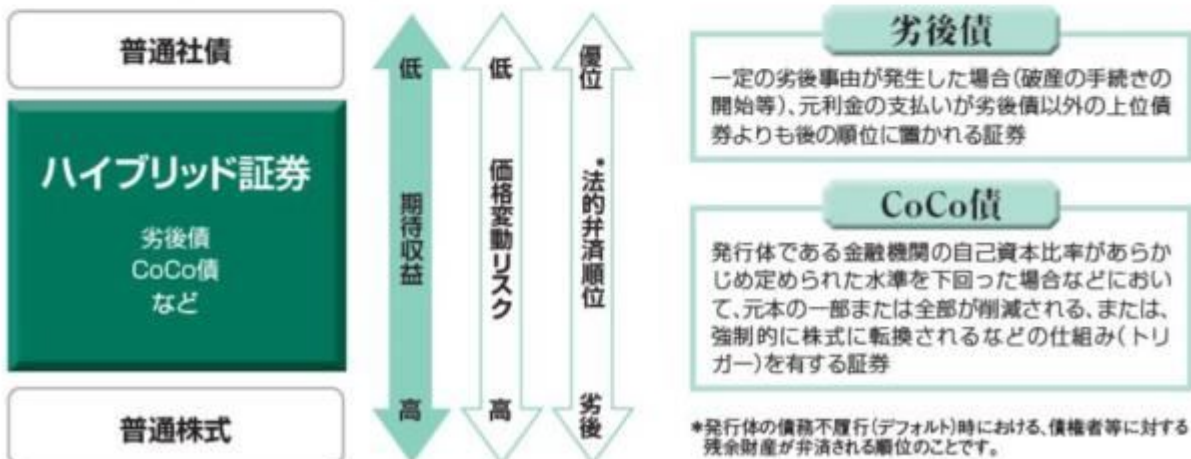 普通社債
ハイブリッド証券
劣後債
CoCo債
など
普通株式
低
期待収益
高
低
価格変動リスク
高
優位
*法的弁済順位
劣後
劣後債
一定の劣後事由が発生した場合(破産の手続きの
開始等)、元利金の支払いが劣後債以外の上位債
券よりも後の順位に置かれる証券
CoCo債
発行体である金融機関の自己資本比率があらか
じめ定められた水準を下回った場合などにおい
て、元本の一部または全部が削減される、または、
強制的に株式に転換されるなどの仕組み(トリ
ガー)を有する証券
*発行体の債務不履行(デフォルト)時における、債権者等に対する
残余財産が弁済される順位のことです。